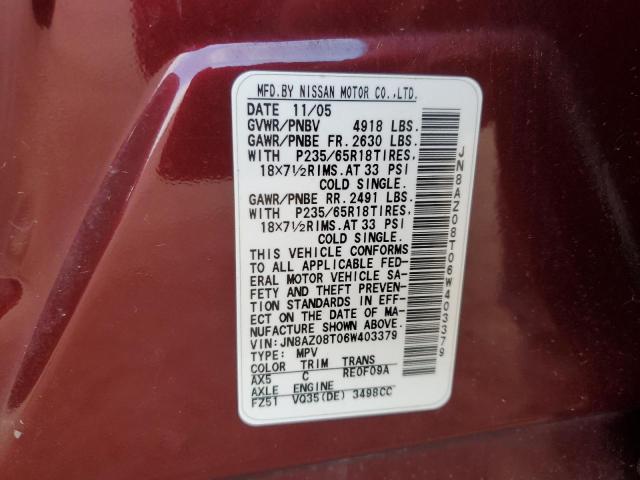 MFD. BY NISSAN MOTOR CO., LTD.
DATE 11/05
GVWR/PNBV 4918 LBS.
GAWR/PNBE FR. 2630 LBS.
WITH P235/65R18TIRES,
18X7½RIMS. AT 33 PSI
COLD SINGLE.
GAWR/PNBE RR. 2491 LBS.
WITH P235/65R18TIRES,
18X7½RIMS. AT 33 PSI
COLD SINGLE.
THIS VEHICLE CONFORMS
TO ALL APPLICABLE FED-
ERAL MOTOR VEHICLE SA-
FETY AND THEFT PREVEN-
TION STANDARDS IN EFF-
ECT ON THE DATE OF MA-
NUFACTURE SHOWN ABOVE.
VIN: JN8AZ08T06W403379
TYPE: MPV
COLOR TRIM TRANS
AX5 C RE0F09A
AXLE ENGINE
FZ51 VQ35(DE) 3498CC
JN8AZ08T06W403379